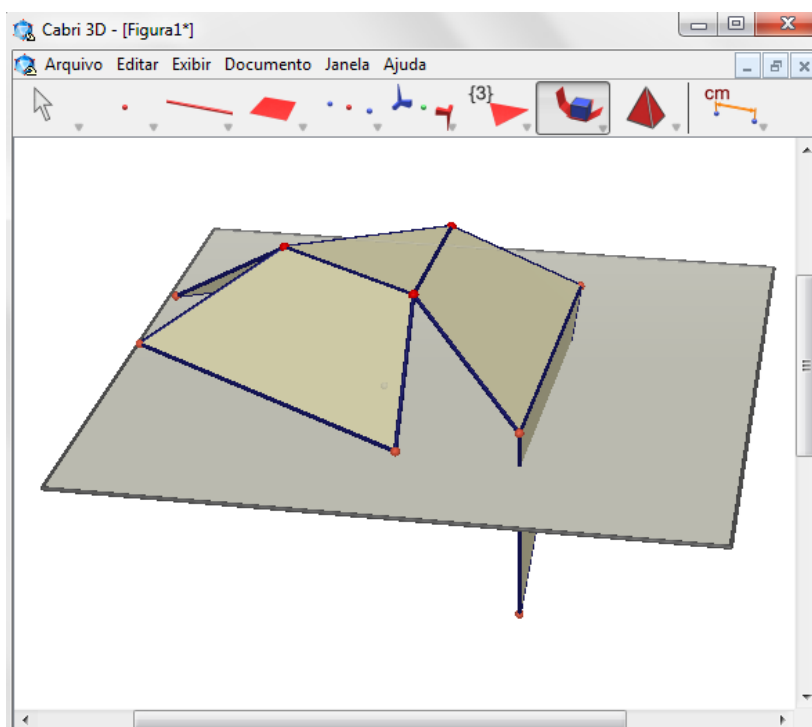 Cabri 3D - [Figura1*]
Arquivo Editar Exibir Documento Janela Ajuda
{3} cm